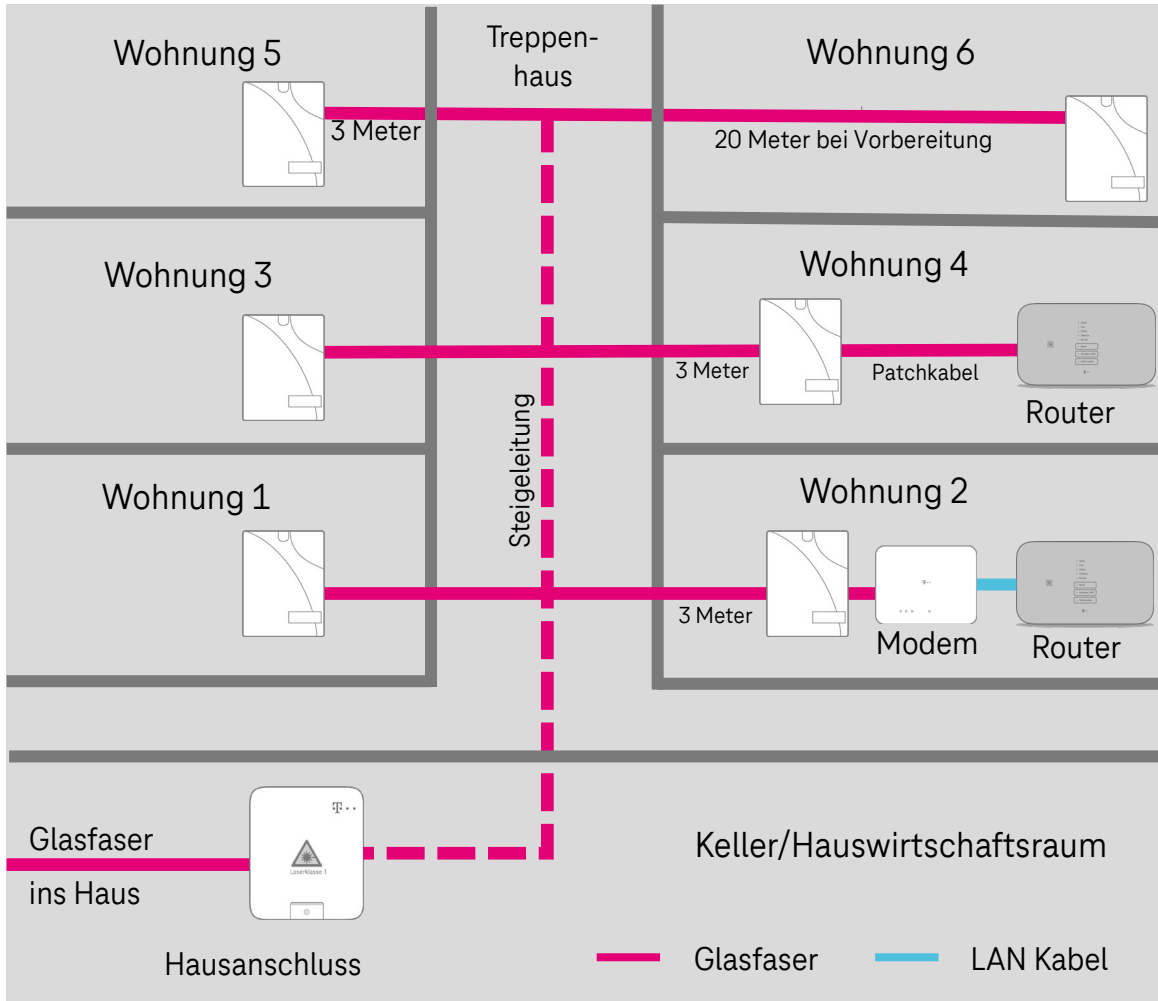 Wohnung 5
Treppen-
haus
Wohnung 6
3 Meter
20 Meter bei Vorbereitung
Wohnung 3
Wohnung 4
3 Meter
Patchkabel
Router
Steigeleitung
Wohnung 1
Wohnung 2
3 Meter
Modem
Router
Glasfaser
ins Haus
T
Laserklasse 1
Hausanschluss
Keller/Hauswirtschaftsraum
Glasfaser
LAN Kabel